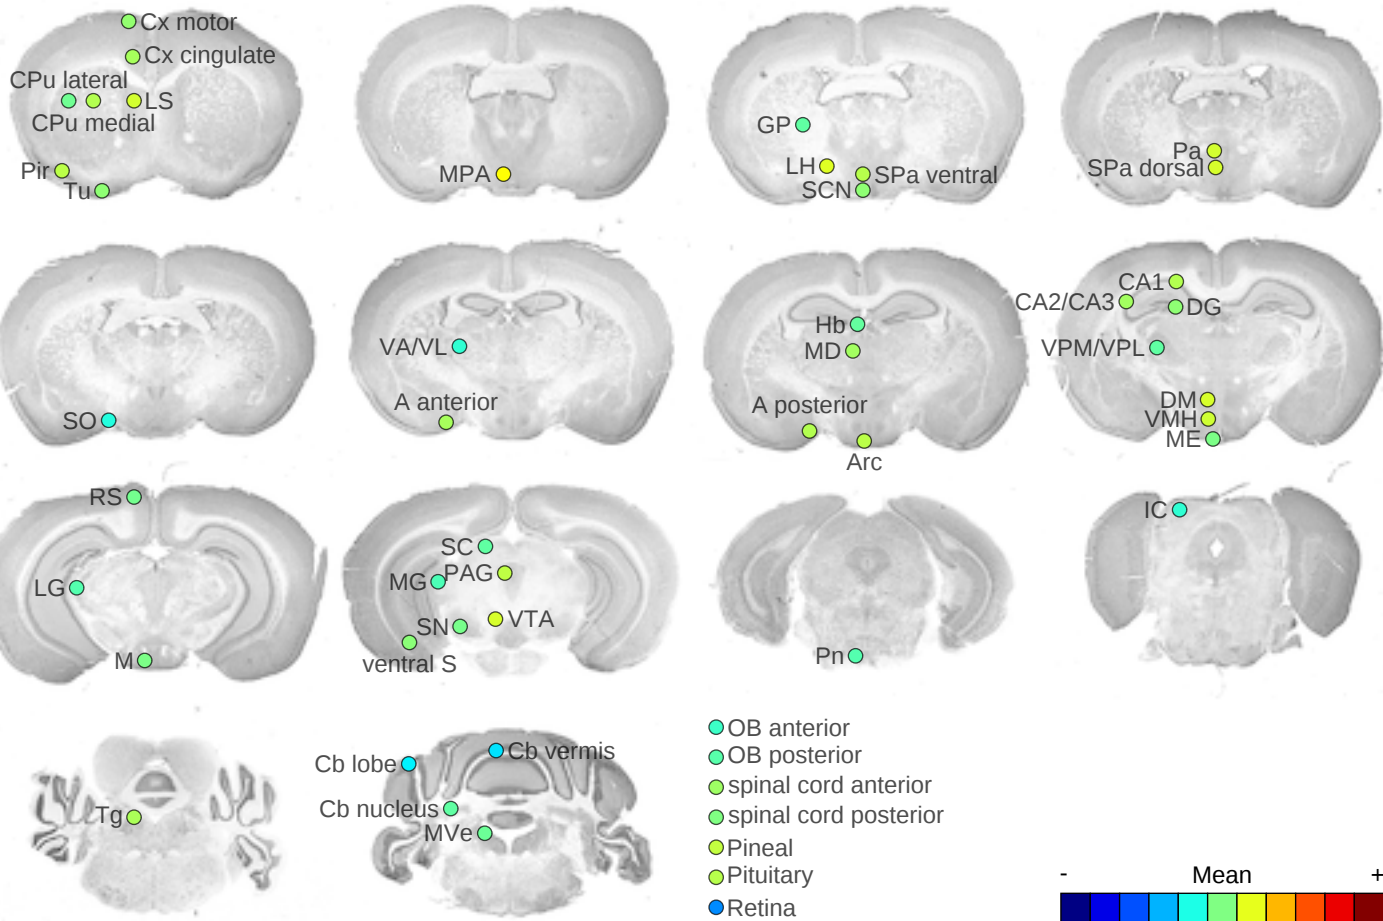 Cx motor
Cx cingulate
CPu lateral
LS
CPu medial
Pir
Tu
MPA
GP
LH
SPa ventral
SCN
Pa
SPa dorsal
SO
VA/VL
A anterior
Hb
MD
A posterior
Arc
CA1
CA2/CA3
DG
VPM/VPL
DM
VMH
ME
RS
LG
M
SC
MG
PAG
SN
VTA
ventral S
Pn
IC
Tg
Cb lobe
Cb vermis
Cb nucleus
MVe
OB anterior
OB posterior
spinal cord anterior
spinal cord posterior
Pineal
Pituitary
Retina
- Mean +